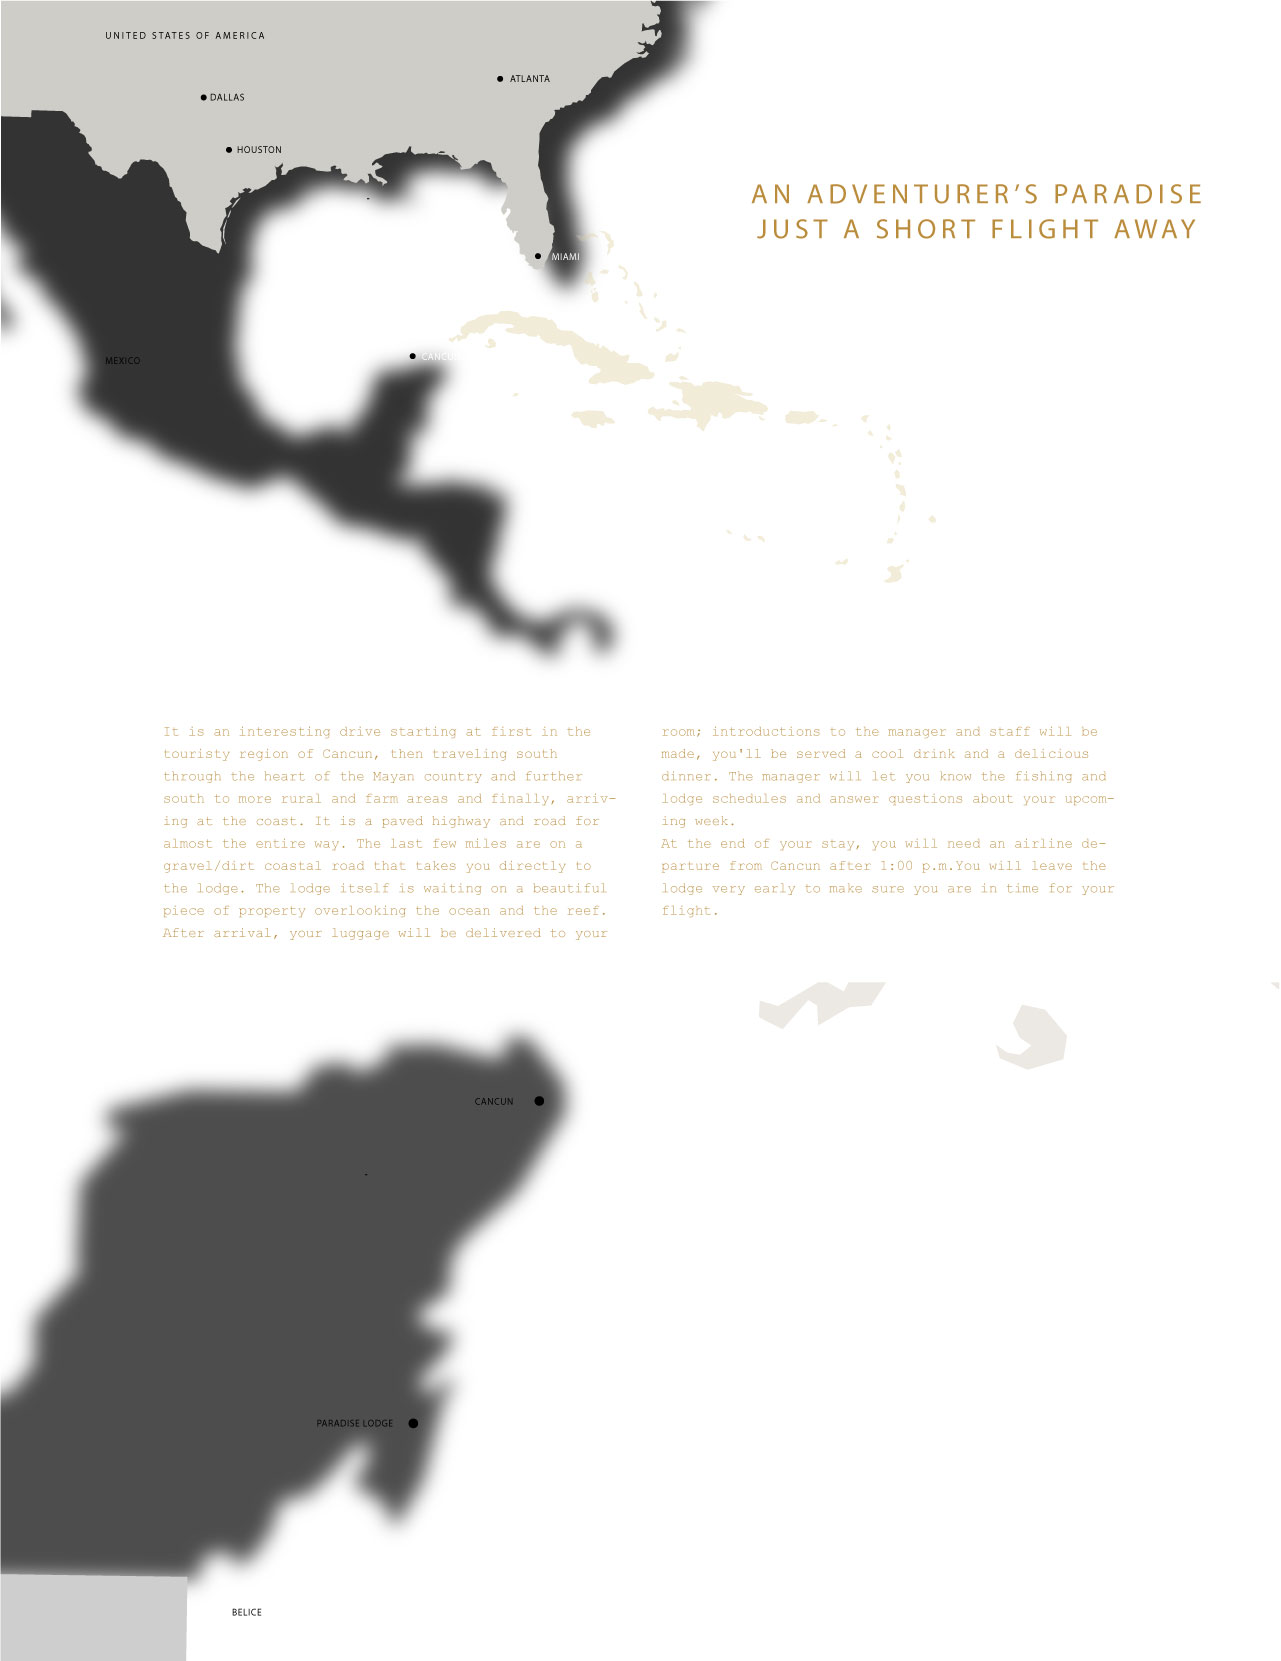 UNITED STATES OF AMERICA
ATLANTA
DALLAS
HOUSTON
AN ADVENTURER’S PARADISE
JUST A SHORT FLIGHT AWAY
MIAMI
CANCUN
MEXICO
It is an interesting drive starting at first in the
touristy region of Cancun, then traveling south
through the heart of the Mayan country and further
south to more rural and farm areas and finally, arriv-
ing at the coast. It is a paved highway and road for
almost the entire way. The last few miles are on a
gravel/dirt coastal road that takes you directly to
the lodge. The lodge itself is waiting on a beautiful
piece of property overlooking the ocean and the reef.
After arrival, your luggage will be delivered to your
room; introductions to the manager and staff will be
made, you'll be served a cool drink and a delicious
dinner. The manager will let you know the fishing and
lodge schedules and answer questions about your upcom-
ing week.
At the end of your stay, you will need an airline de-
parture from Cancun after 1:00 p.m.You will leave the
lodge very early to make sure you are in time for your
flight.
CANCUN
PARADISE LODGE
BELICE